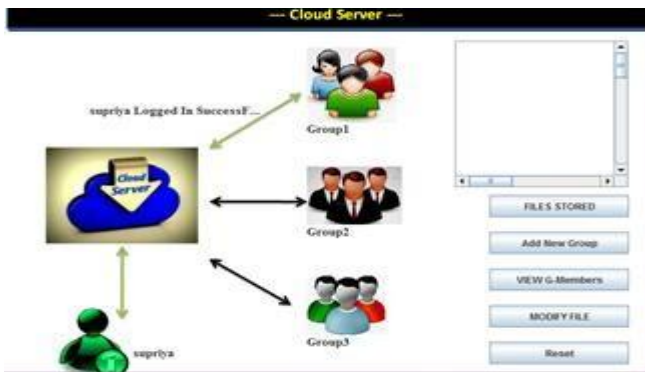 --- Cloud Server ---
supriya Logged In SuccessF...
Group1
Cloud
Server
Group2
Group3
supriya
FILES STORED
Add New Group
VIEW G-Members
MODIFY FILE
Reset